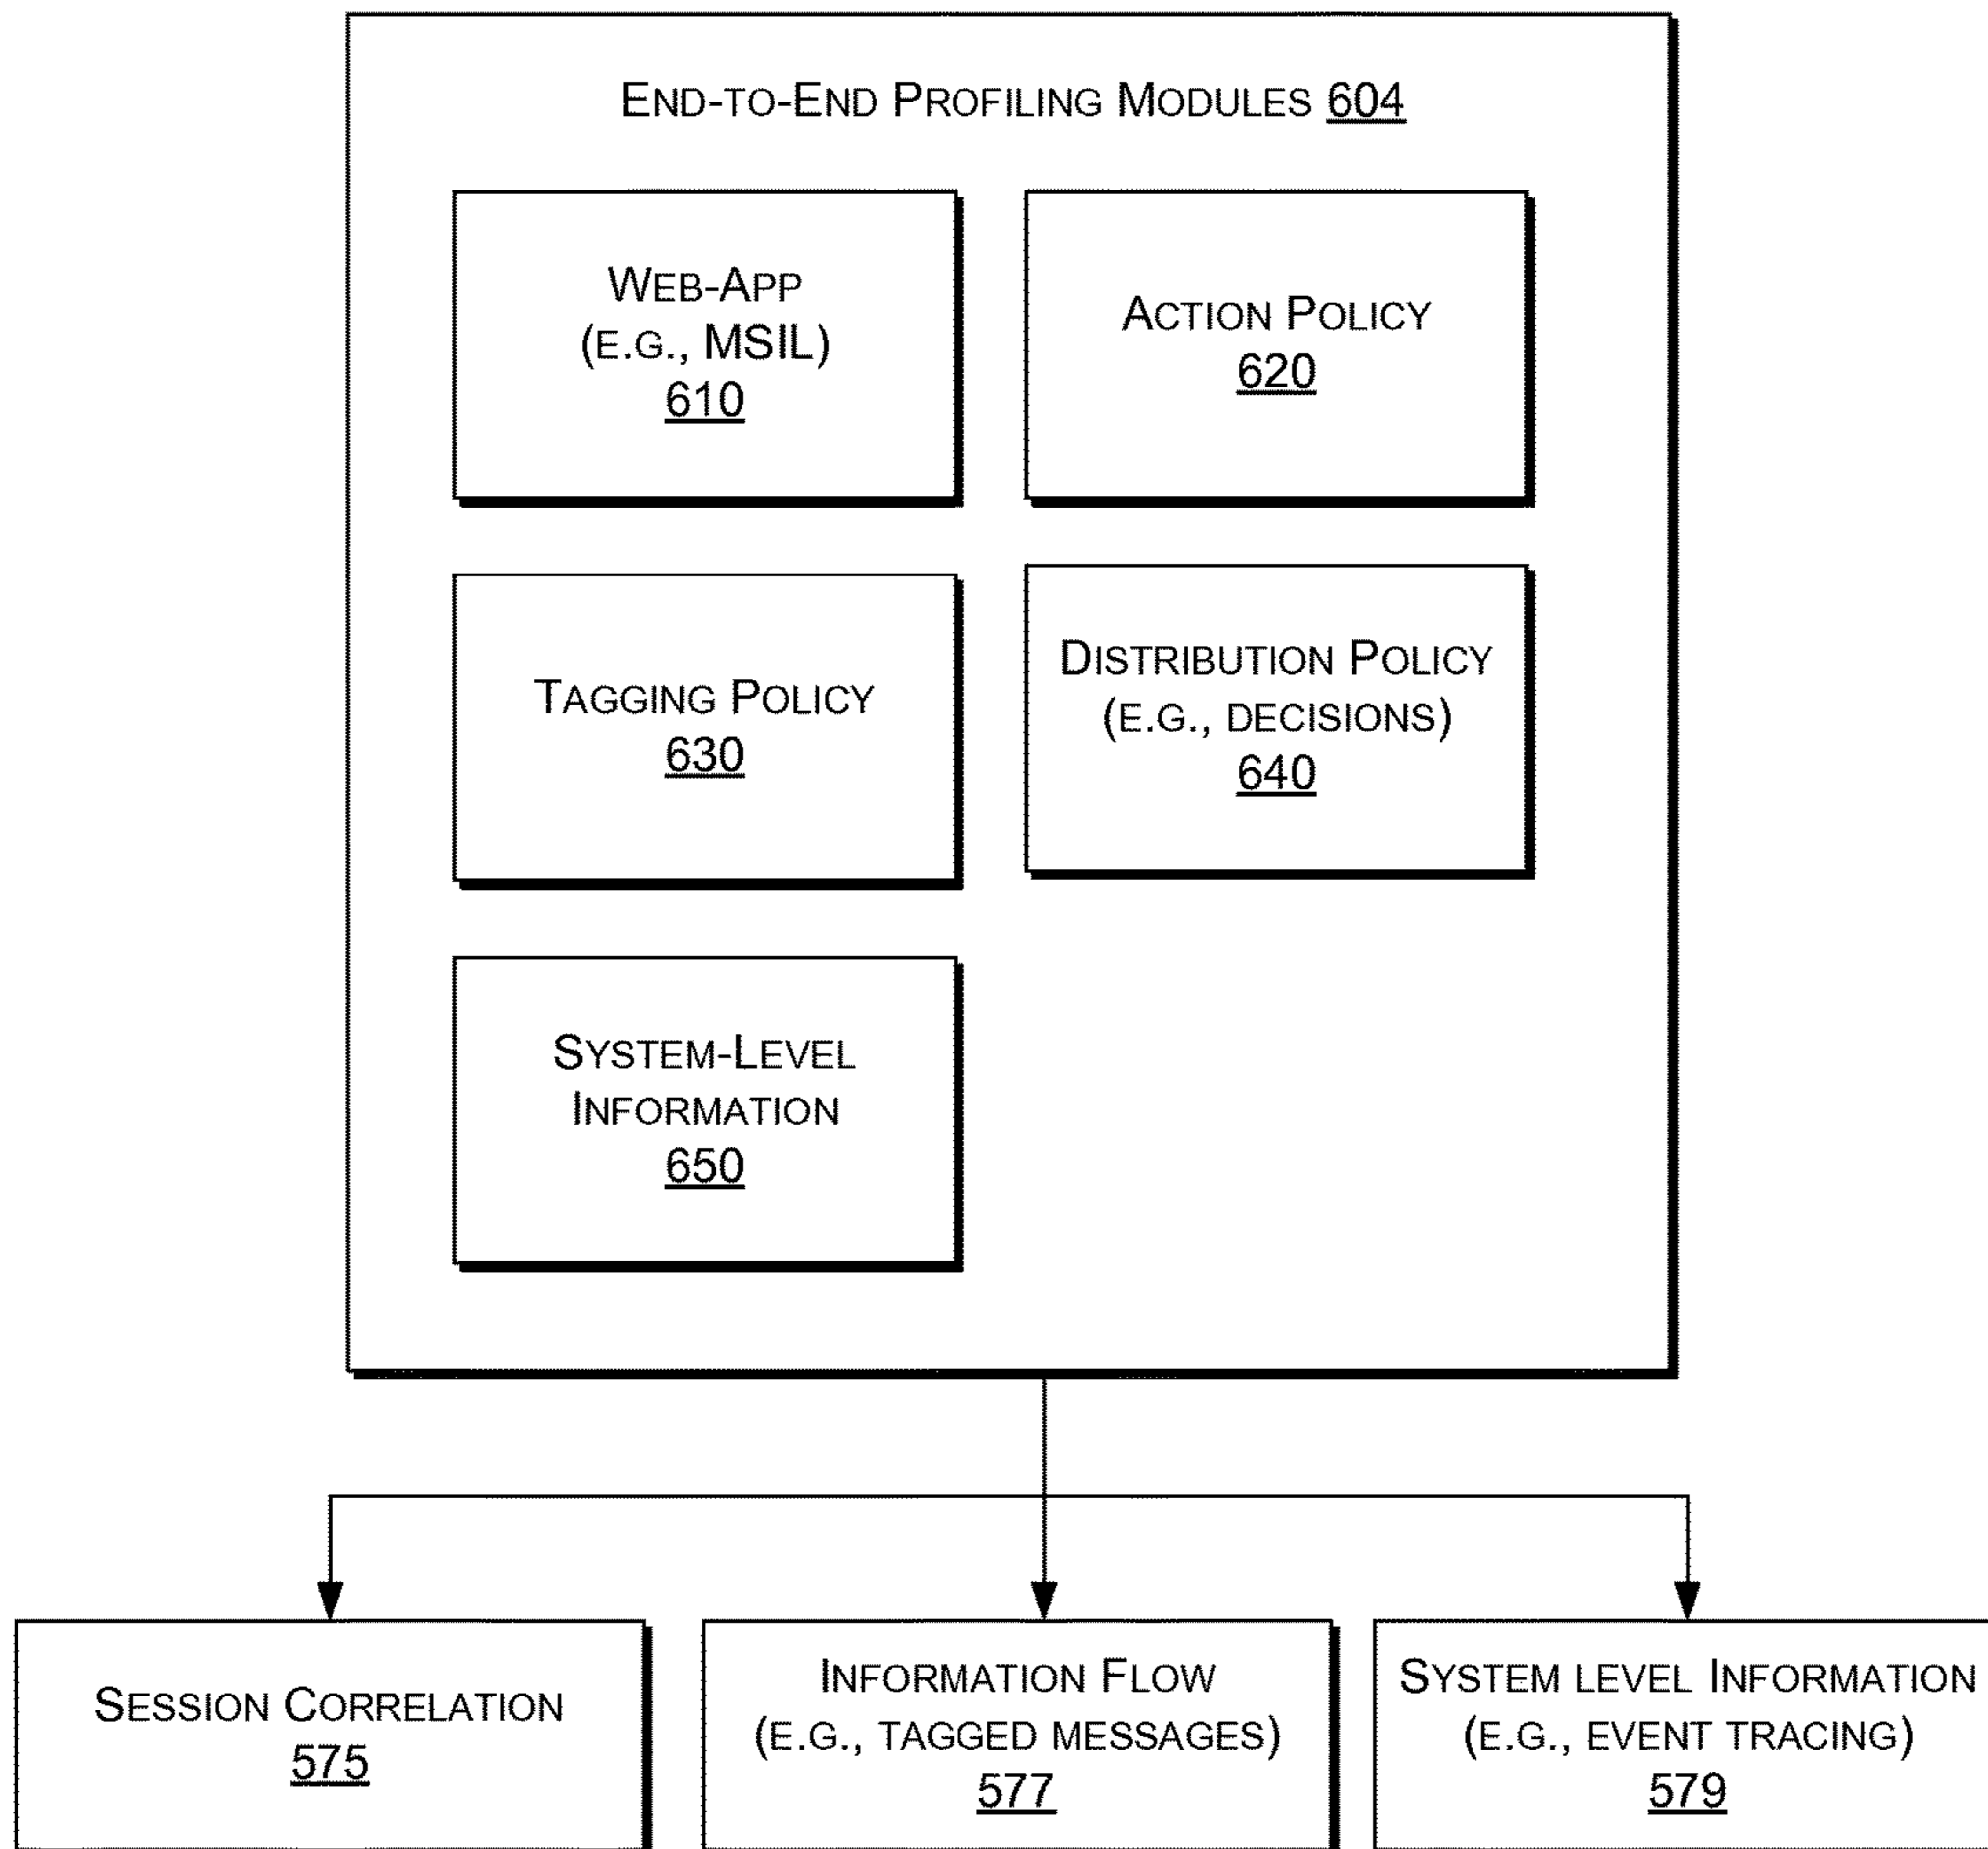 END-TO-END PROFILING MODULES 604
WEB-APP
(E.G., MSIL)
610
ACTION POLICY
620
TAGGING POLICY
630
DISTRIBUTION POLICY
(E.G., DECISIONS)
640
SYSTEM-LEVEL
INFORMATION
650
SESSION CORRELATION
575
INFORMATION FLOW
(E.G., TAGGED MESSAGES)
577
SYSTEM LEVEL INFORMATION
(E.G., EVENT TRACING)
579